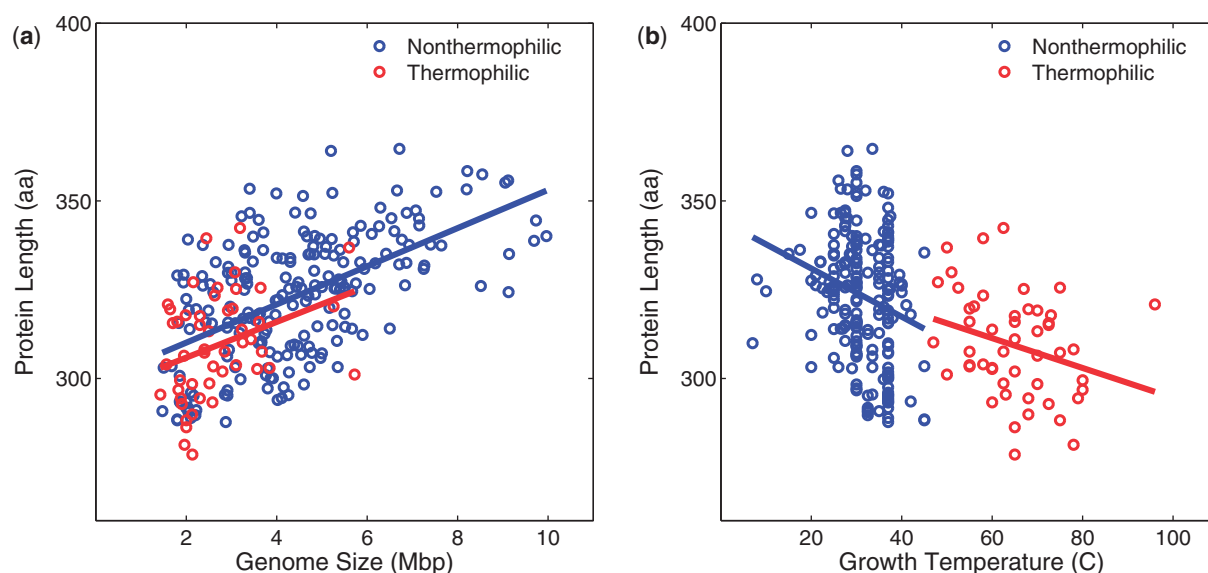 (a)
400
350
300
Protein Length (aa)
Nonthermophilic
Thermophilic
2 4 6 8 10
Genome Size (Mbp)
(b)
400
350
300
Protein Length (aa)
Nonthermophilic
Thermophilic
20 40 60 80 100
Growth Temperature (C)